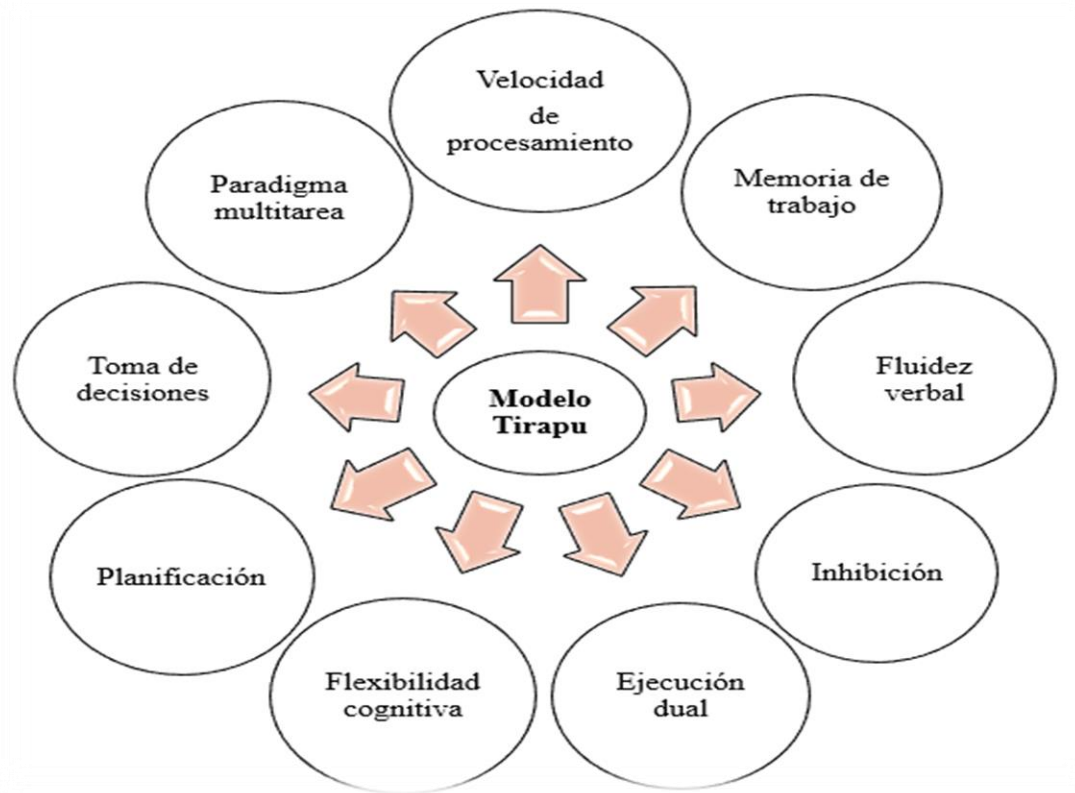 Velocidad
de
procesamiento
Memoria de
trabajo
Fluidez
verbal
Inhibición
Ejecución
dual
Flexibilidad
cognitiva
Planificación
Toma de
decisiones
Paradigma
multitarea
Modelo
Tirapu